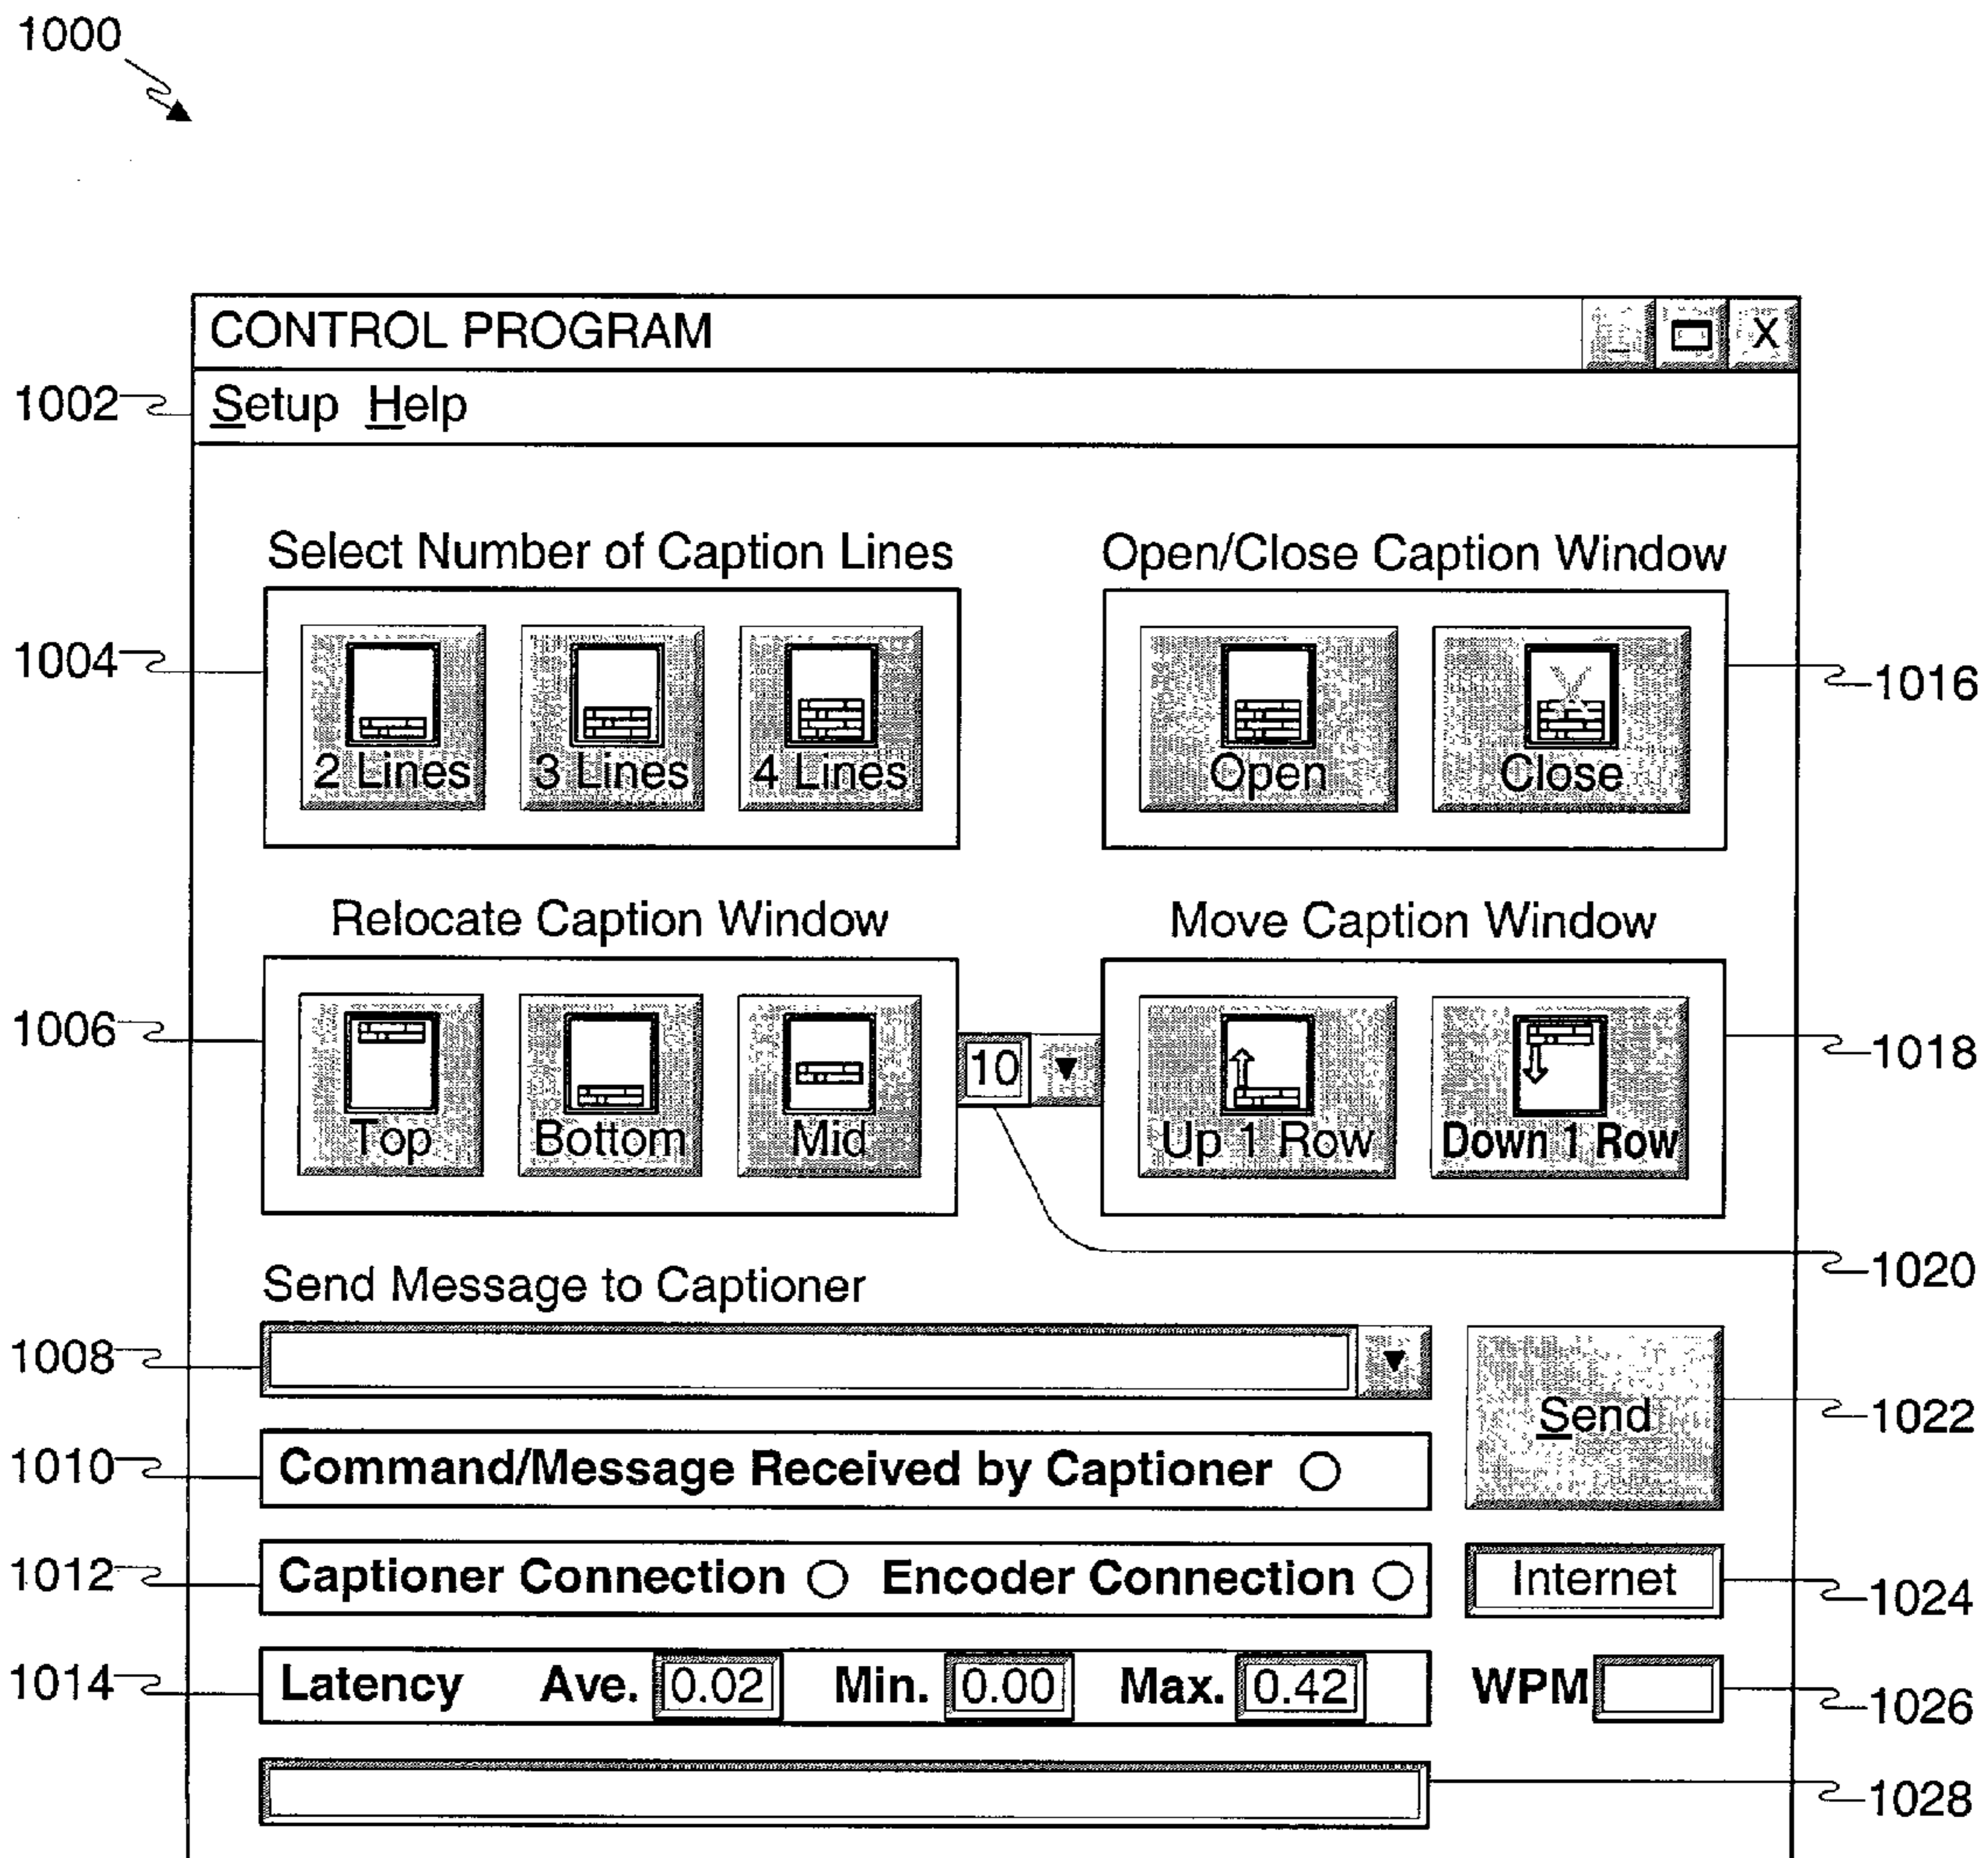 1000
CONTROL PROGRAM _ X
1002 Setup Help
Select Number of Caption Lines Open/Close Caption Window
1004 2 Lines 3 Lines 4 Lines Open Close 1016
Relocate Caption Window Move Caption Window
1006 Top Bottom Mid 10 Up 1 Row Down 1 Row 1018
1020
Send Message to Captioner
1008
Send 1022
1010 Command/Message Received by Captioner
1012 Captioner Connection Encoder Connection Internet 1024
1014 Latency Ave. 0.02 Min. 0.00 Max. 0.42 WPM 1026
1028